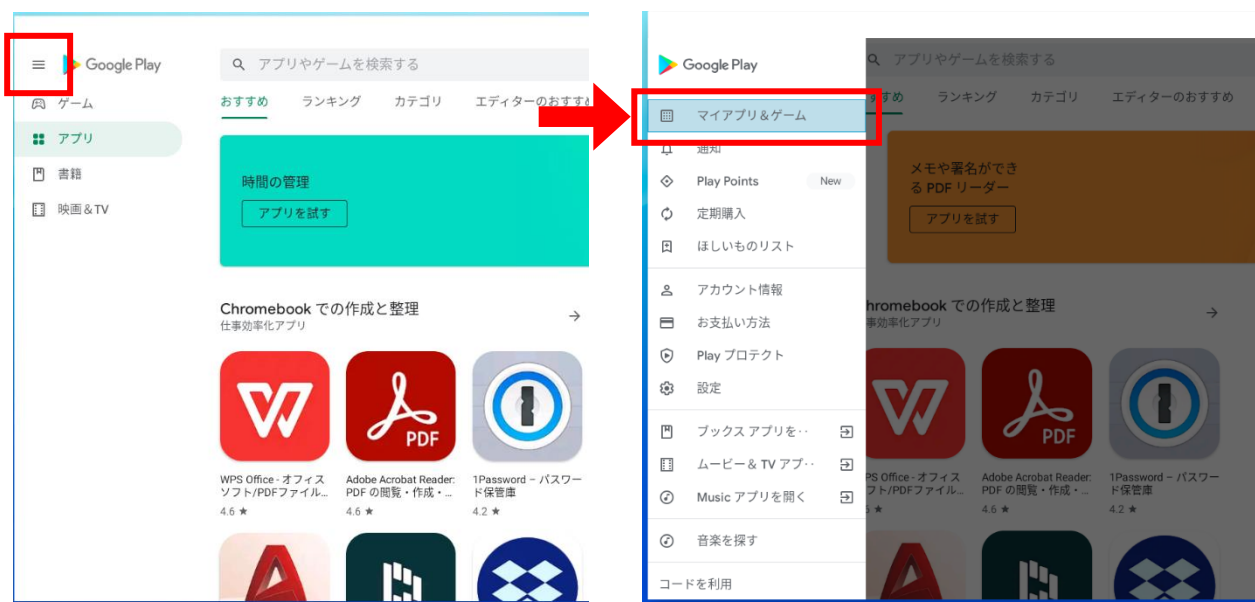 Google Play
アプリやゲームを検索する
ゲーム
アプリ
書籍
映画&TV
おすすめ
ランキング
カテゴリ
エディターのおすすめ
時間の管理
アプリを試す
Chromebook での作成と整理
仕事効率化アプリ
PDF
WPS Office - オフィス
ソフト/PDFファイル...
4.6 ★
Adobe Acrobat Reader:
PDF の閲覧・作成・...
4.6 ★
1Password – パスワー
ド保管庫
4.2 ★
Google Play
マイアプリ&ゲーム
通知
Play Points
New
定期購入
ほしいものリスト
アカウント情報
お支払い方法
Play プロテクト
設定
ブックス アプリを‥
ムービー& TV アプ‥
Music アプリを開く
音楽を探す
コードを利用
アプリやゲームを検索する
すすめ
ランキング
カテゴリ
エディターのおすすめ
メモや署名ができ
る PDF リーダー
アプリを試す
hromebook での作成と整理
事効率化アプリ
PDF
PS Office - オフィス
フト/PDFファイル...
★
Adobe Acrobat Reader:
PDF の閲覧・作成・...
4.6 ★
1Password – パスワー
ド保管庫
4.2 ★